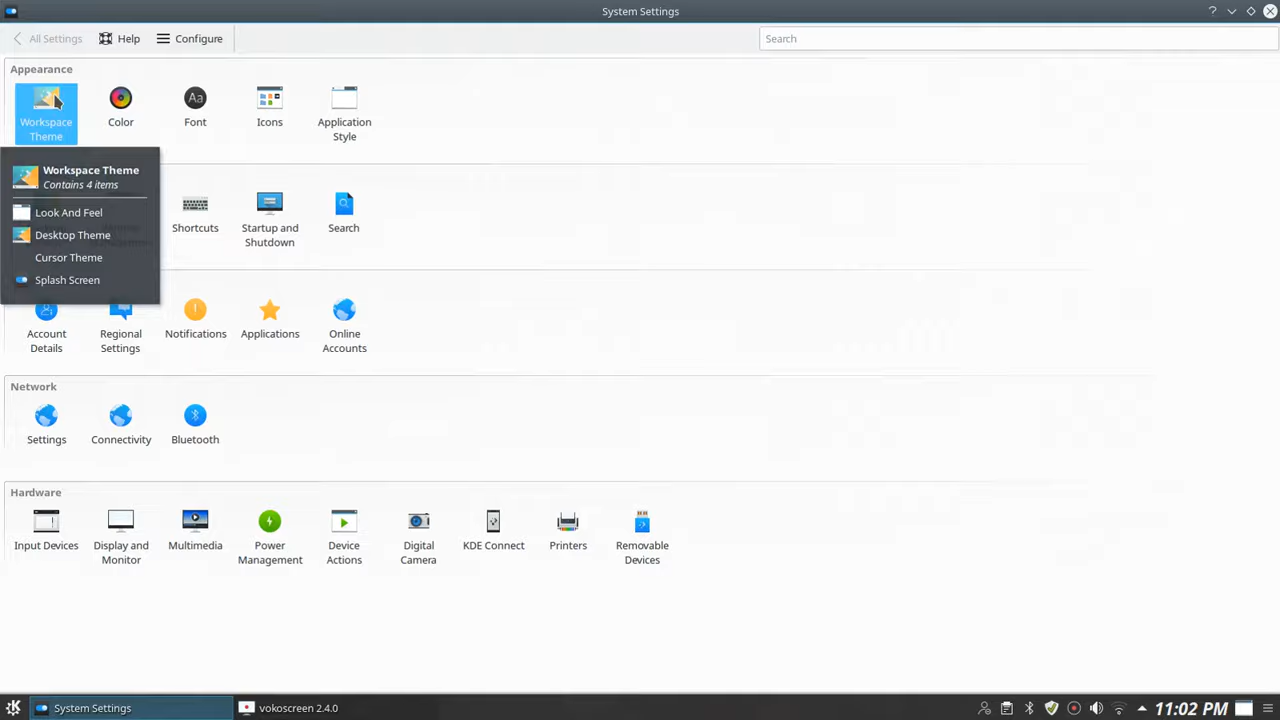 System Settings
All Settings
Help
Configure
Search
Appearance
Workspace
Theme
Color
Font
Icons
Application
Style
Workspace Theme
Contains 4 items
Look And Feel
Desktop Theme
Cursor Theme
Splash Screen
Shortcuts
Startup and
Shutdown
Search
Account
Details
Regional
Settings
Notifications
Applications
Online
Accounts
Network
Settings
Connectivity
Bluetooth
Hardware
Input Devices
Display and
Monitor
Multimedia
Power
Management
Device
Actions
Digital
Camera
KDE Connect
Printers
Removable
Devices
System Settings
vokoscreen 2.4.0
11:02 PM